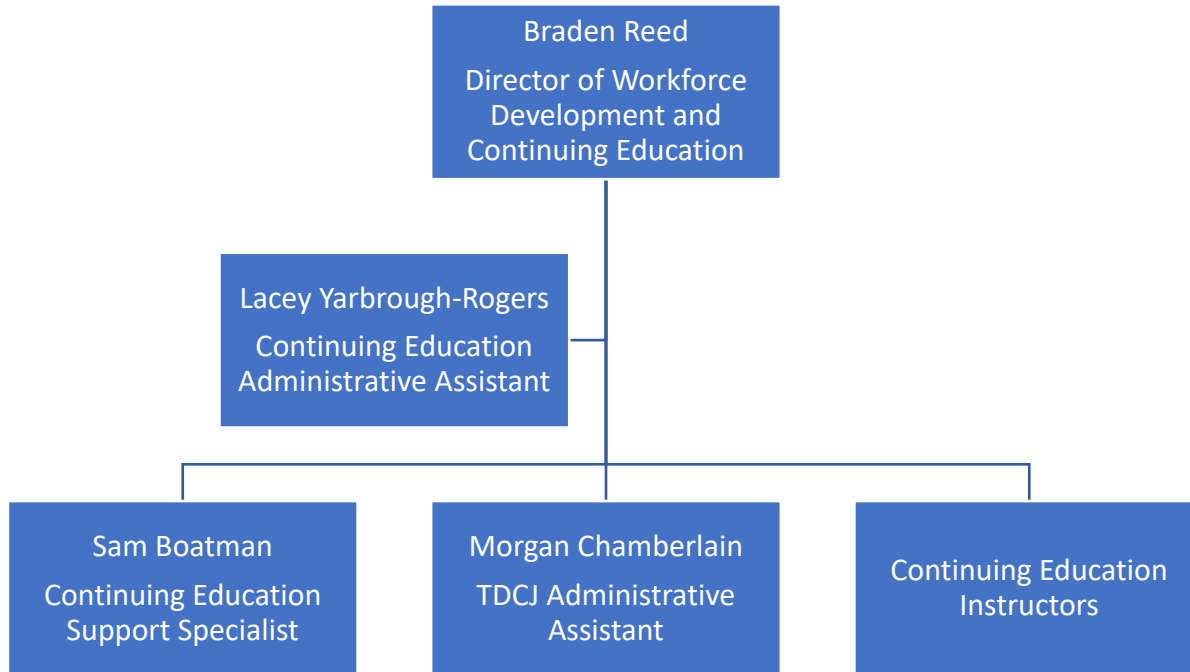 Braden Reed
Director of Workforce
Development and
Continuing Education
Lacey Yarbrough-Rogers
Continuing Education
Administrative Assistant
Sam Boatman
Continuing Education
Support Specialist
Morgan Chamberlain
TDCJ Administrative
Assistant
Continuing Education
Instructors